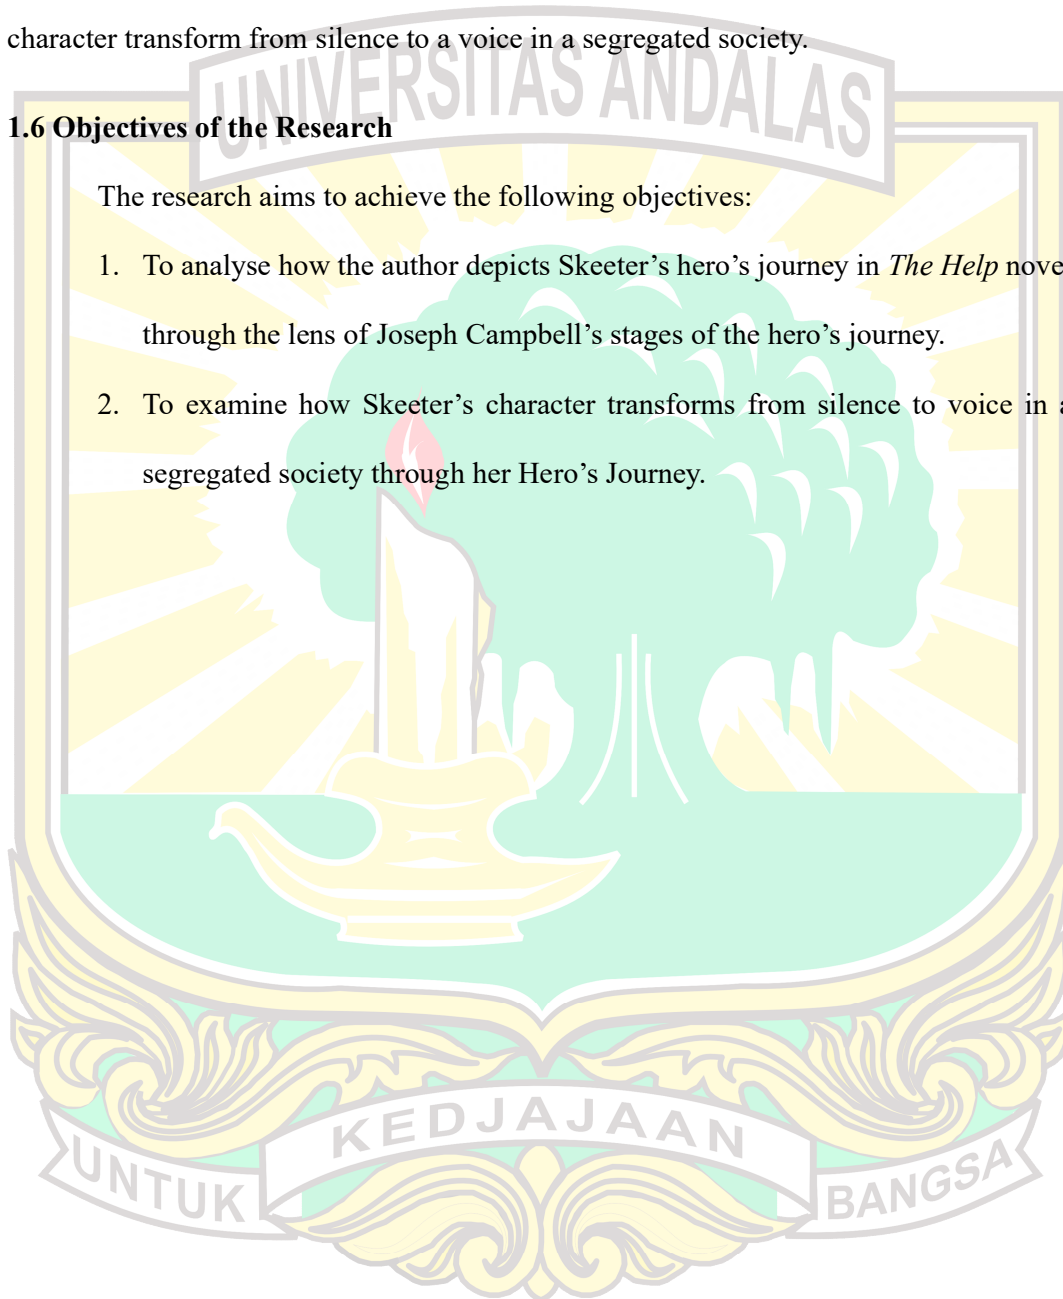 character transform from silence to a voice in a segregated society.
UNIVERSITAS ANDALAS
1.6 Objectives of the Research
The research aims to achieve the following objectives:
1. To analyse how the author depicts Skeeter’s hero’s journey in The Help nove
through the lens of Joseph Campbell’s stages of the hero’s journey.
2. To examine how Skeeter’s character transforms from silence to voice in a
segregated society through her Hero’s Journey.
KEDJAJAAN
UNTUK
BANGSA